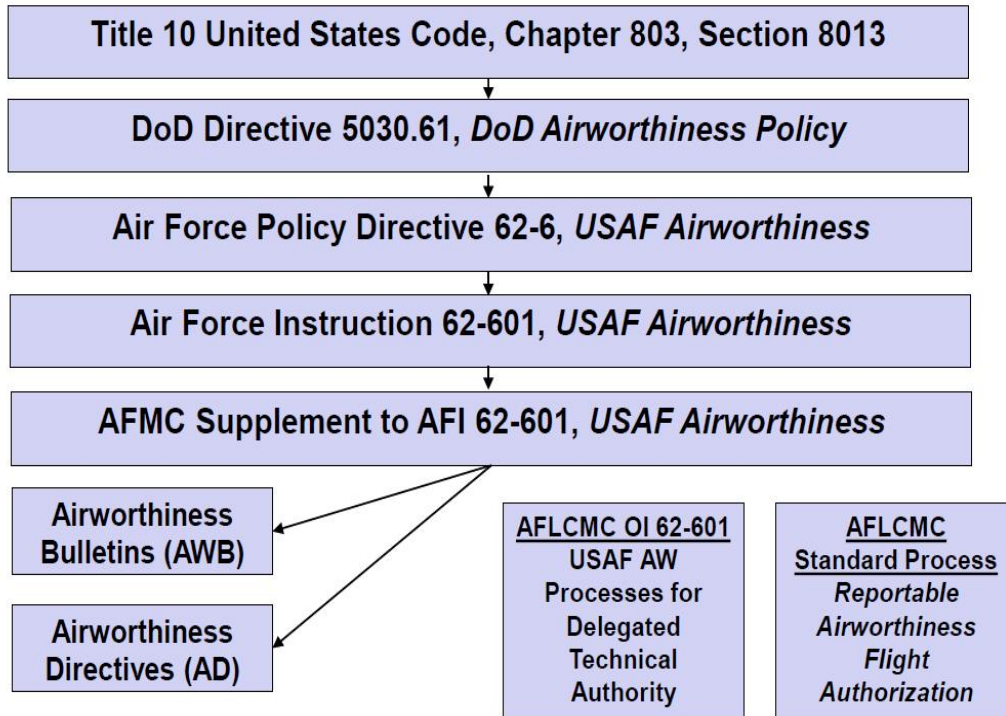 Title 10 United States Code, Chapter 803, Section 8013
DoD Directive 5030.61, DoD Airworthiness Policy
Air Force Policy Directive 62-6, USAF Airworthiness
Air Force Instruction 62-601, USAF Airworthiness
AFMC Supplement to AFI 62-601, USAF Airworthiness
Airworthiness
Bulletins (AWB)
Airworthiness
Directives (AD)
AFLCMC OI 62-601
USAF AW
Processes for
Delegated
Technical
Authority
AFLCMC
Standard Process
Reportable
Airworthiness
Flight
Authorization